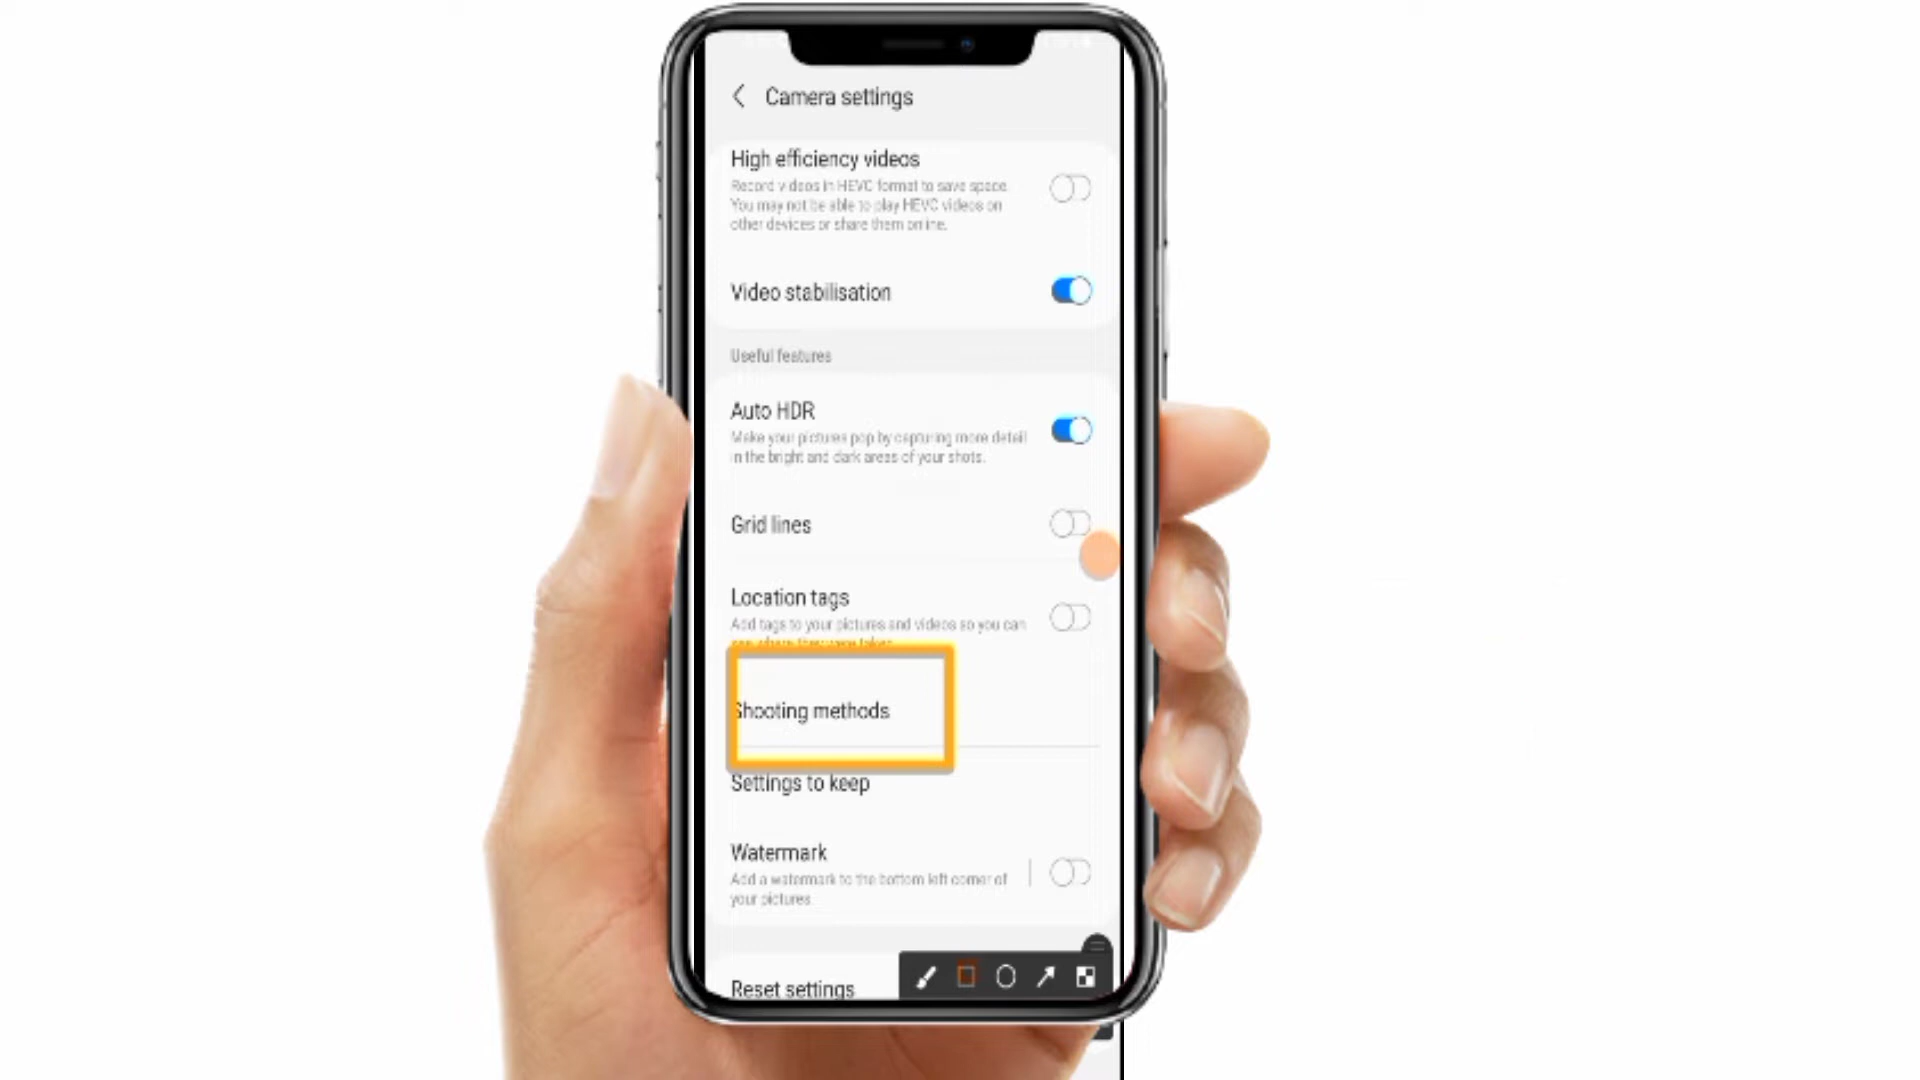 Camera settings
High efficiency videos
Record videos in HEVC format to save space.
You may not be able to play HEVC videos on
other devices or share them online.
Video stabilisation
Useful features
Auto HDR
Make your pictures pop by capturing more detail
in the bright and dark areas of your shots.
Grid lines
Location tags
Add tags to your pictures and videos so you can
see where they were taken.
Shooting methods
Settings to keep
Watermark
Add a watermark to the bottom left corner of
your pictures.
Reset settings